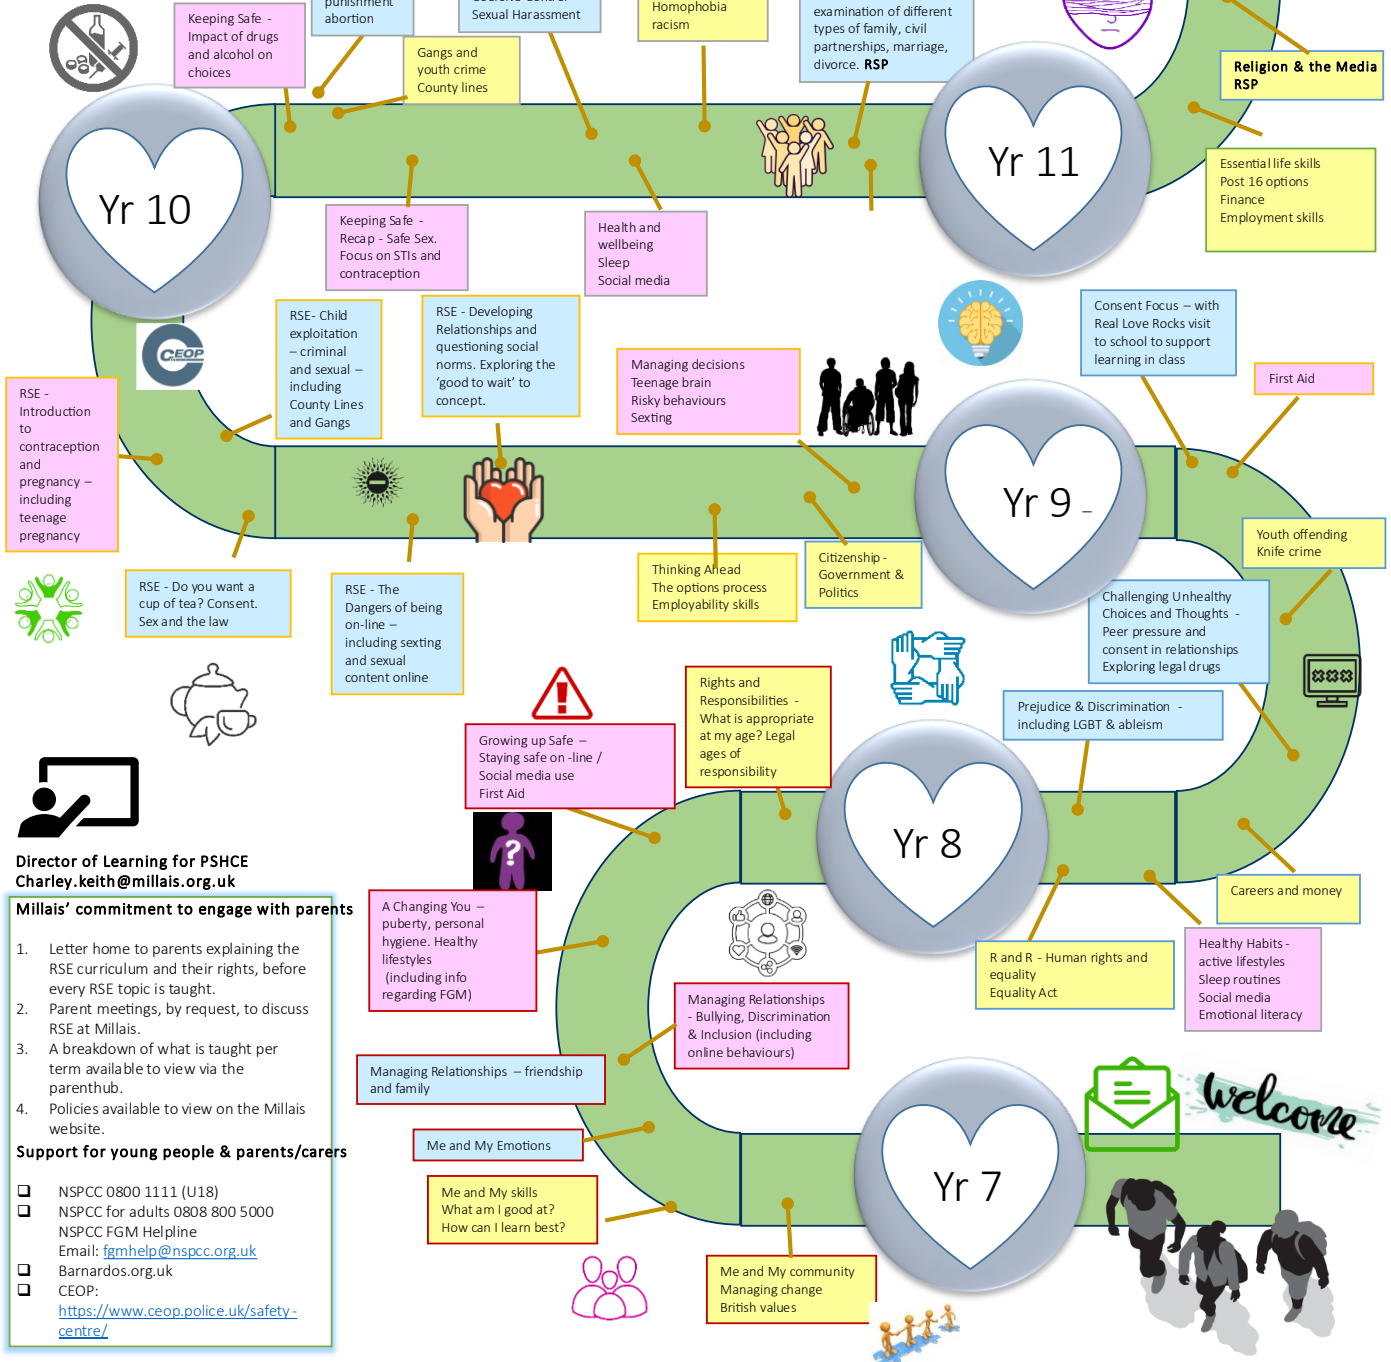 punishment
abortion
Keeping Safe -
Impact of drugs
and alcohol on
choices
Sexual Harassment
Homophobia
racism
examination of different
types of family, civil
partnerships, marriage,
divorce. RSP
Religion & the Media
RSP
Gangs and
youth crime
County lines
Yr 10
Yr 11
Essential life skills
Post 16 options
Finance
Employment skills
Keeping Safe -
Recap - Safe Sex.
Focus on STIs and
contraception
Health and
wellbeing
Sleep
Social media
CEOP
RSE- Child
exploitation
– criminal
and sexual –
including
County Lines
and Gangs
RSE - Developing
Relationships and
questioning social
norms. Exploring the
‘good to wait’ to
concept.
Managing decisions
Teenage brain
Risky behaviours
Sexting
Consent Focus – with
Real Love Rocks visit
to school to support
learning in class
First Aid
RSE -
Introduction
to
contraception
and
pregnancy –
including
teenage
pregnancy
Yr 9 –
Youth offending
Knife crime
RSE - Do you want a
cup of tea? Consent.
Sex and the law
RSE - The
Dangers of being
on-line –
including sexting
and sexual
content online
Thinking Ahead
The options process
Employability skills
Citizenship -
Government &
Politics
Challenging Unhealthy
Choices and Thoughts -
Peer pressure and
consent in relationships
Exploring legal drugs
XXX
Rights and
Responsibilities -
What is appropriate
at my age? Legal
ages of
responsibility
Prejudice & Discrimination -
including LGBT & ableism
Growing up Safe –
Staying safe on -line /
Social media use
First Aid
?
Yr 8
Careers and money
Director of Learning for PSHCE
Charley.keith@millais.org.uk
Millais’ commitment to engage with parents
1. Letter home to parents explaining the
RSE curriculum and their rights, before
every RSE topic is taught.
2. Parent meetings, by request, to discuss
RSE at Millais.
3. A breakdown of what is taught per
term available to view via the
parenthub.
4. Policies available to view on the Millais
website.
Support for young people & parents/carers
NSPCC 0800 1111 (U18)
NSPCC for adults 0808 800 5000
NSPCC FGM Helpline
Email: fgmhelp@nspcc.org.uk
Barnardos.org.uk
CEOP:
https://www.ceop.police.uk/safety-
centre/
A Changing You –
puberty, personal
hygiene. Healthy
lifestyles
(including info
regarding FGM)
R and R - Human rights and
equality
Equality Act
Healthy Habits -
active lifestyles
Sleep routines
Social media
Emotional literacy
Managing Relationships
- Bullying, Discrimination
& Inclusion (including
online behaviours)
Managing Relationships – friendship
and family
Me and My Emotions
Me and My skills
What am I good at?
How can I learn best?
Yr 7
welcome
Me and My community
Managing change
British values